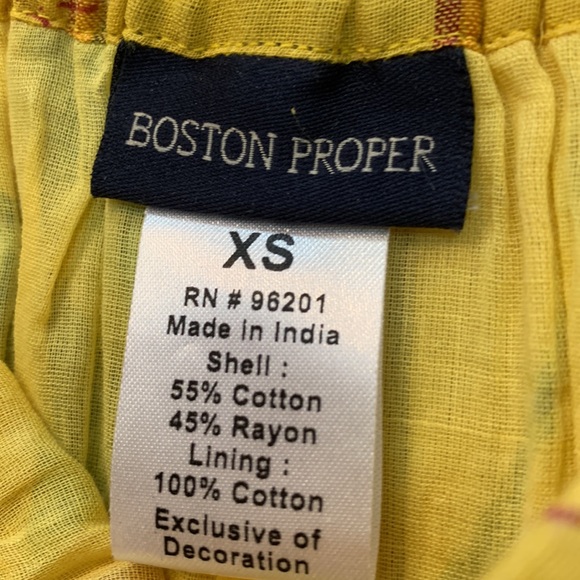 BOSTON PROPER
XS
RN # 96201
Made in India
Shell :
55% Cotton
45% Rayon
Lining :
100% Cotton
Exclusive of
Decoration